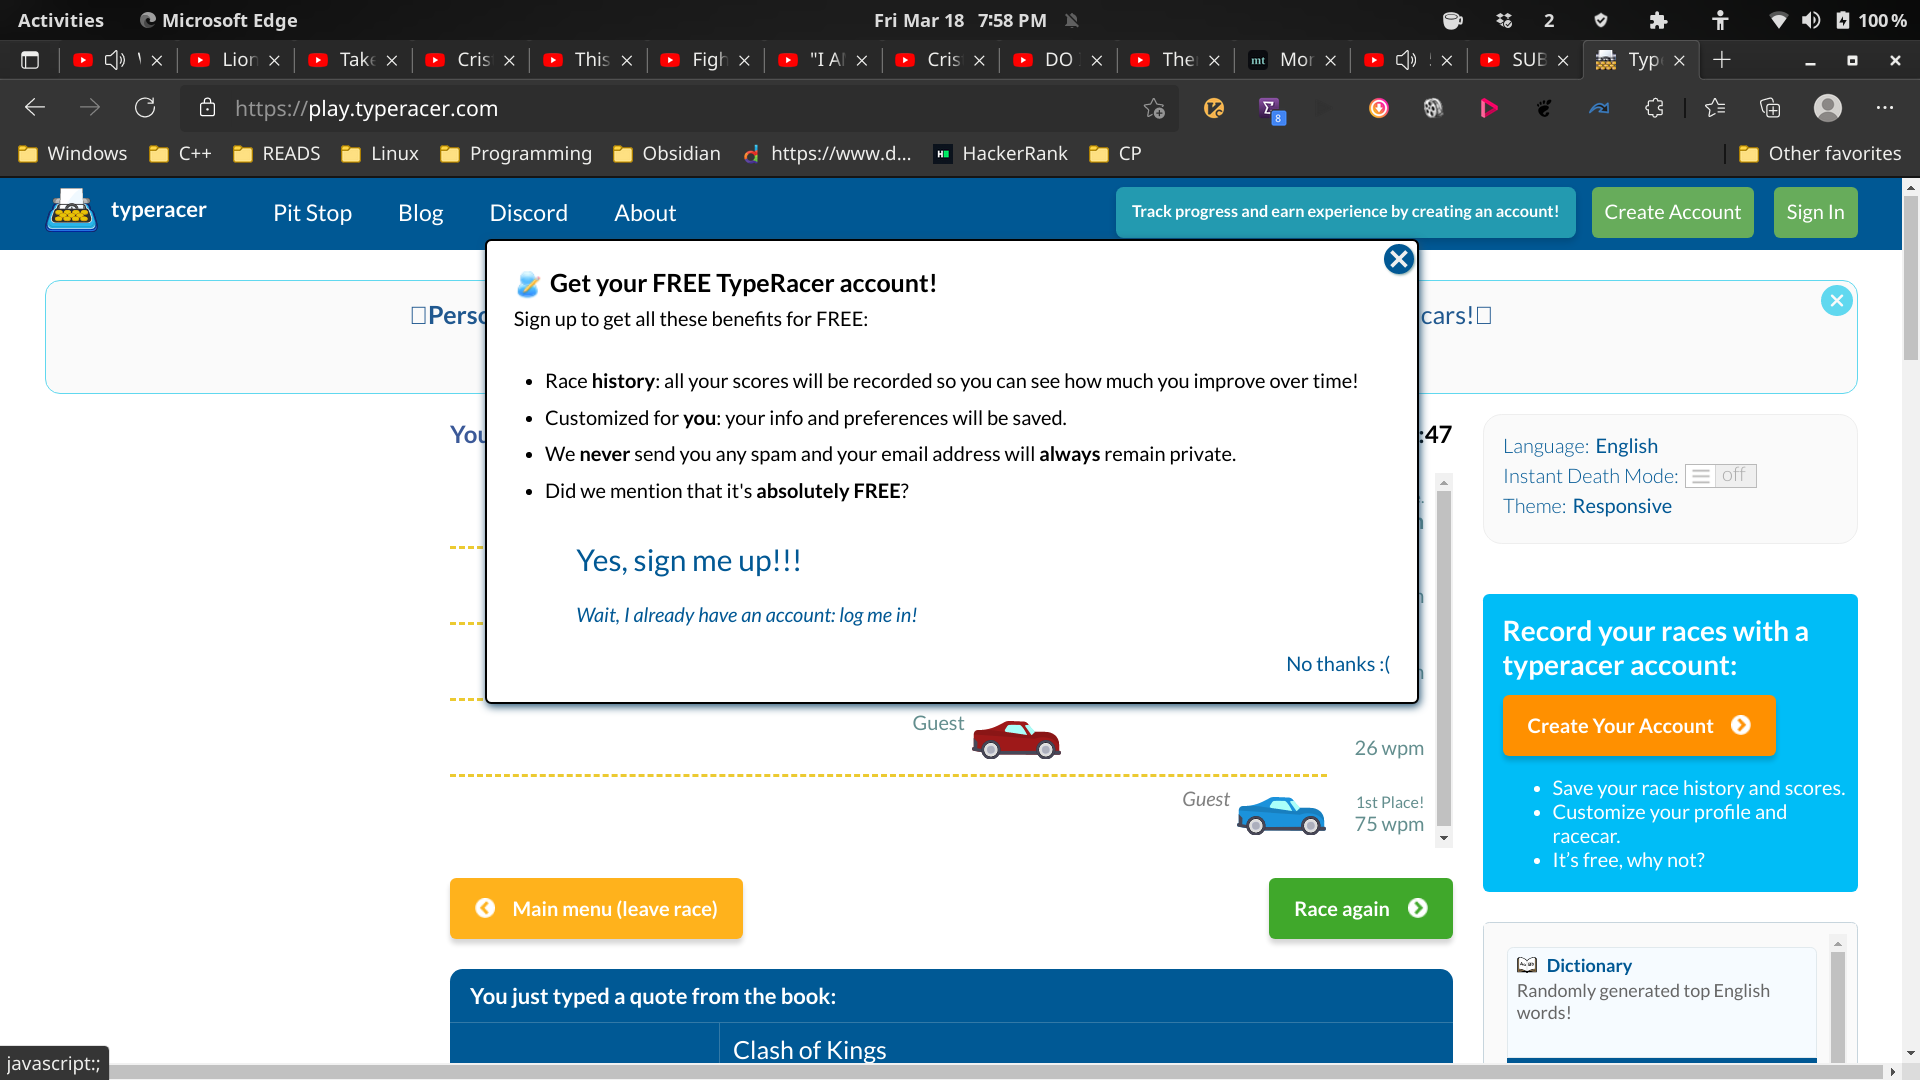 Activities Microsoft Edge Fri Mar 18 7:58 PM 2 100 %
Lion Take Cris This Figh "I A Cris DO The mt Mor SUB Type
https://play.typeracer.com 8
Windows C++ READS Linux Programming Obsidian https://www.d... HackerRank CP Other favorites
typeracer Pit Stop Blog Discord About Track progress and earn experience by creating an account! Create Account Sign In
Get your FREE TypeRacer account!
Perso cars!
Sign up to get all these benefits for FREE:
Race history: all your scores will be recorded so you can see how much you improve over time!
Customized for you: your info and preferences will be saved.
We never send you any spam and your email address will always remain private.
Did we mention that it's absolutely FREE?
Yes, sign me up!!!
Wait, I already have an account: log me in!
No thanks :(
You :47
Language: English
Instant Death Mode: off
Theme: Responsive
Guest
26 wpm
Guest
1st Place!
75 wpm
Main menu (leave race) Race again
You just typed a quote from the book:
Clash of Kings
Record your races with a
typeracer account:
Create Your Account
Save your race history and scores.
Customize your profile and
racecar.
It's free, why not?
Dictionary
Randomly generated top English
words!
javascript:;